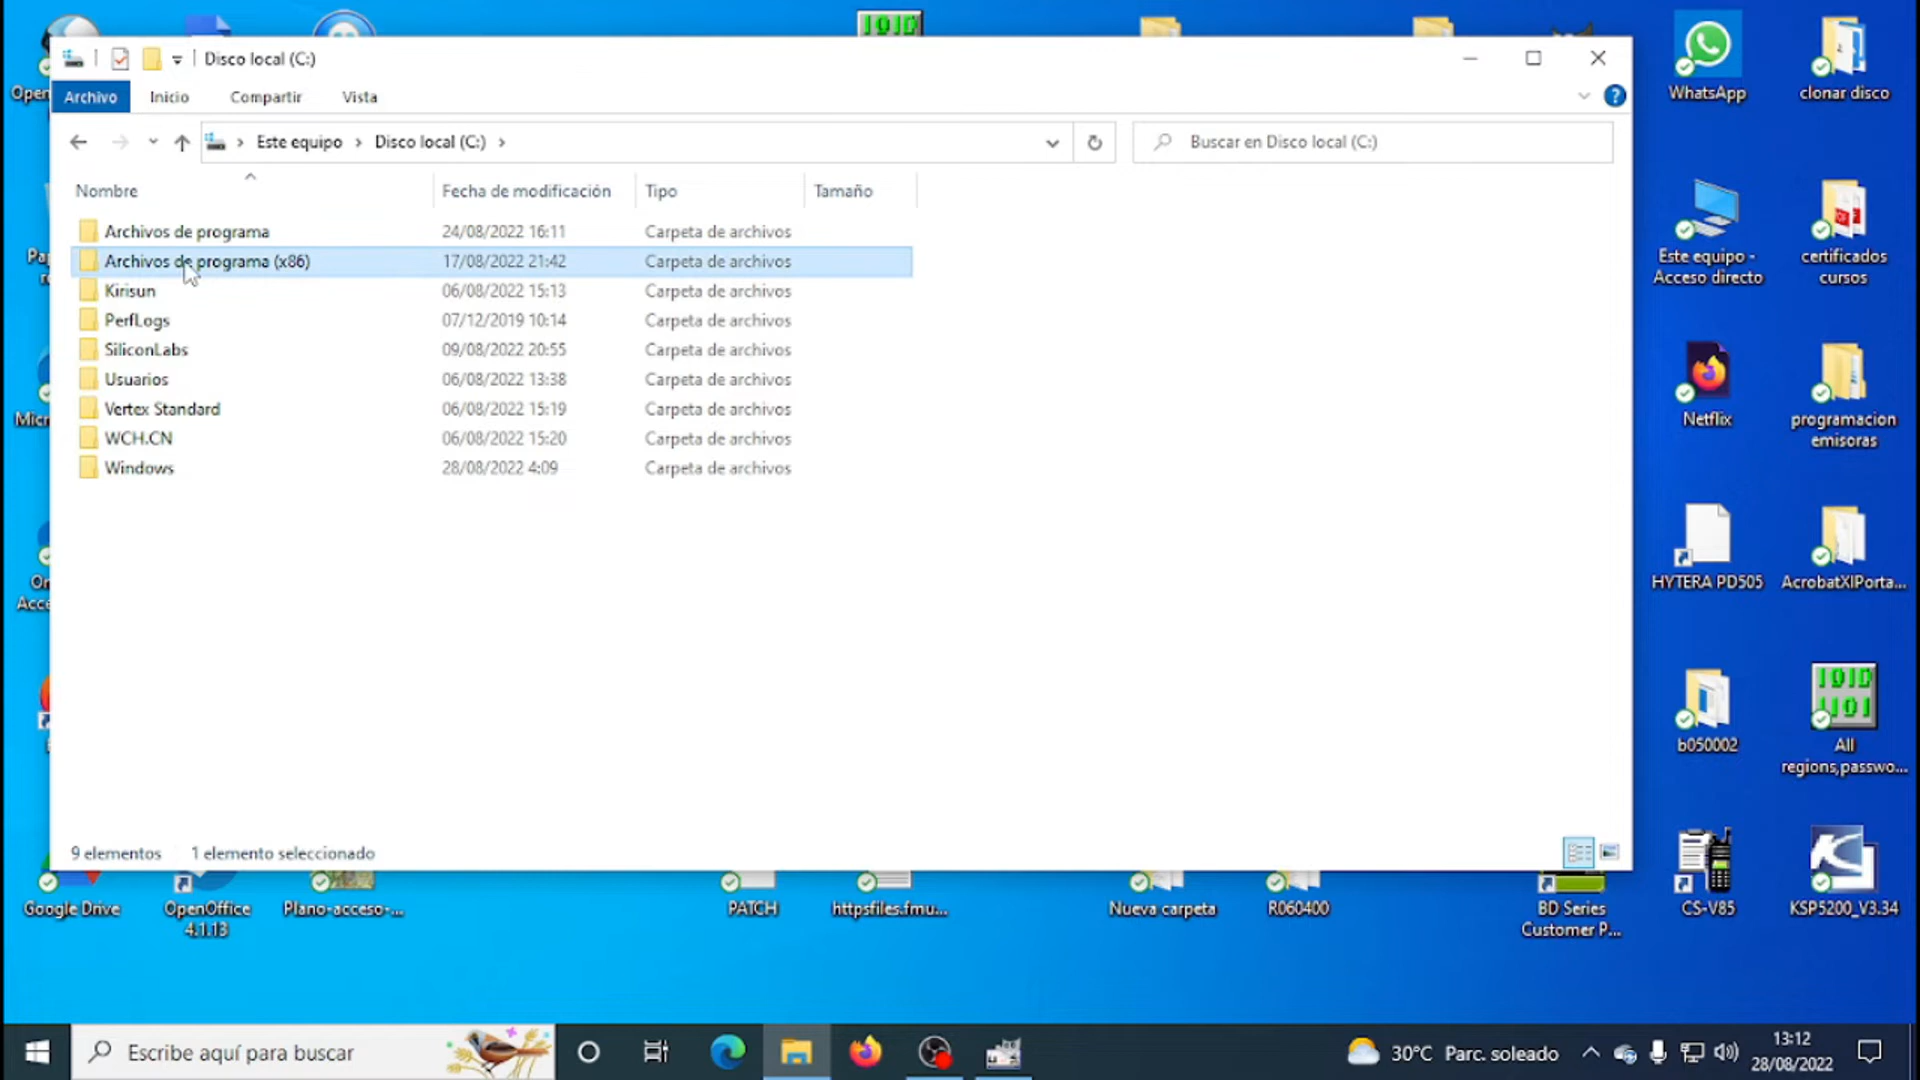 Disco local (C:)
Archivo Inicio Compartir Vista
Este equipo Disco local (C:)
Buscar en Disco local (C:)
Nombre Fecha de modificación Tipo Tamaño
Archivos de programa 24/08/2022 16:11 Carpeta de archivos
Archivos de programa (x86) 17/08/2022 21:42 Carpeta de archivos
Kirisun 06/08/2022 15:13 Carpeta de archivos
PerfLogs 07/12/2019 10:14 Carpeta de archivos
SiliconLabs 09/08/2022 20:55 Carpeta de archivos
Usuarios 06/08/2022 13:38 Carpeta de archivos
Vertex Standard 06/08/2022 15:19 Carpeta de archivos
WCH.CN 06/08/2022 15:20 Carpeta de archivos
Windows 28/08/2022 4:09 Carpeta de archivos
9 elementos 1 elemento seleccionado
WhatsApp
clonar disco
Este equipo -
Acceso directo
certificados
cursos
Netflix
programacion
emisoras
HYTERA PD505
AcrobatXIPorta...
b050002
All
regions,passwo...
Google Drive
OpenOffice
4.1.13
Plano-acceso-...
PATCH
httpsfiles.fmu...
Nueva carpeta
R060400
BD Series
Customer P...
CS-V85
KSP5200_V3.34
Escribe aquí para buscar
30°C Parc. soleado
13:12
28/08/2022